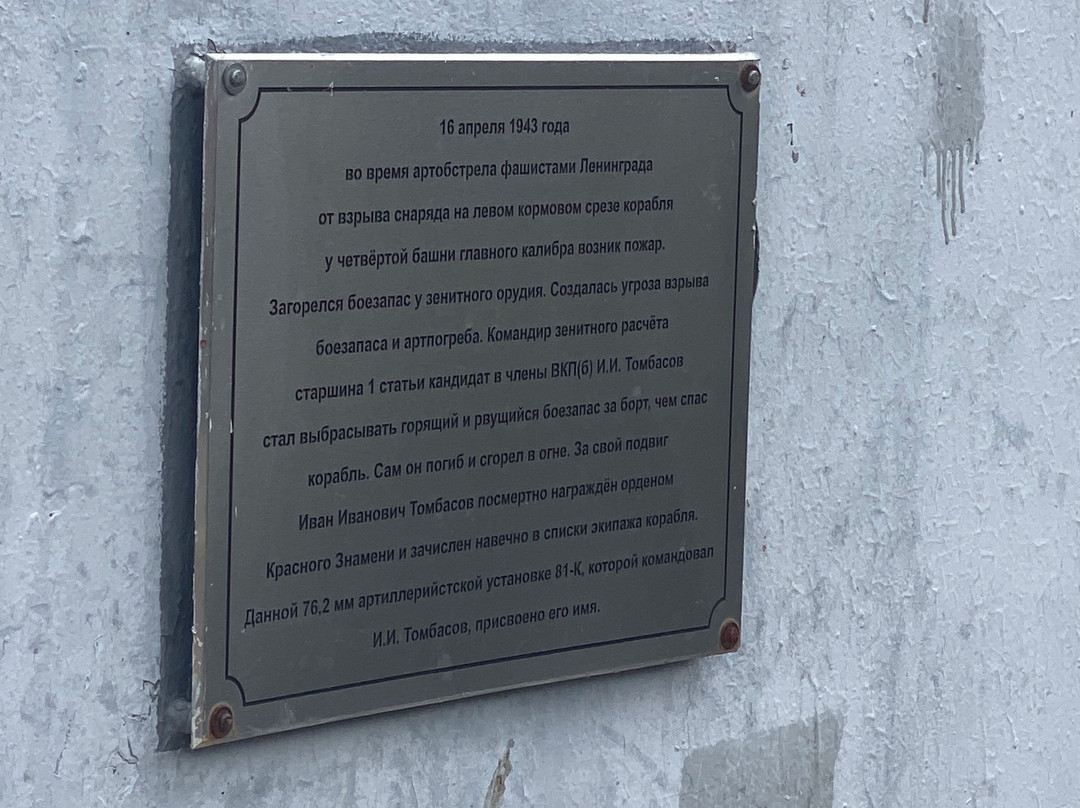 16 апреля 1943 года
во время артобстрела фашистами Ленинграда
от взрыва снаряда на левом кормовом срезе корабля
у четвёртой башни главного калибра возник пожар.
Загорелся боезапас у зенитного орудия. Создалась угроза взрыва
боезапаса и артпогреба. Командир зенитного расчёта
старшина 1 статьи кандидат в члены ВКП(б) И.И. Томбасов
стал выбрасывать горящий и рвущийся боезапас за борт, чем спас
корабль. Сам он погиб и сгорел в огне. За свой подвиг
Иван Иванович Томбасов посмертно награждён орденом
Красного Знамени и зачислен навечно в списки экипажа корабля.
Данной 76,2 мм артиллерийстской установке 81-К, которой командовал
И.И. Томбасов, присвоено его имя.